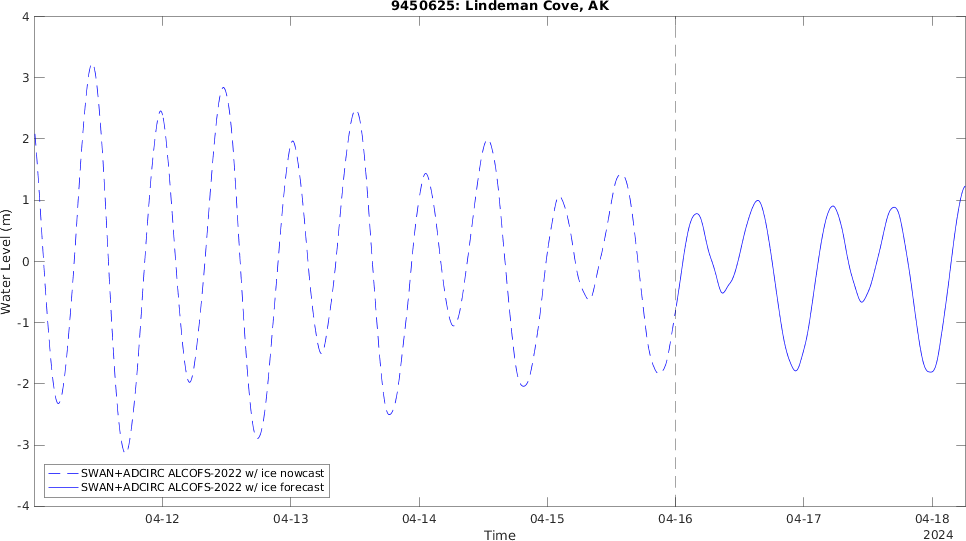 9450625: Lindeman Cove, AK
4
3
2
1
0
-1
-2
-3
-4
Water Level (m)
SWAN+ADCIRC ALCOFS-2022 w/ ice nowcast
SWAN+ADCIRC ALCOFS-2022 w/ ice forecast
04-12 04-13 04-14 04-15 04-16 04-17 04-18
Time
2024